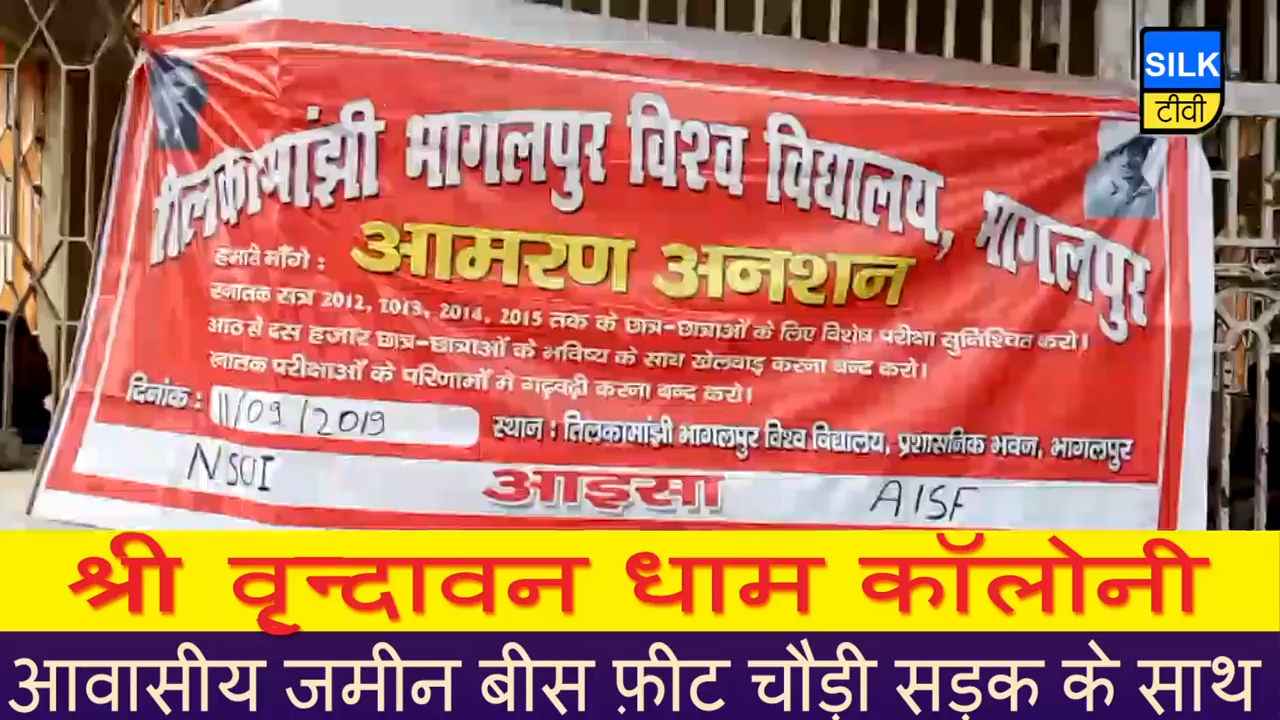 SILK
टीवी
तिलकामांझी भागलपुर विश्व विद्यालय, भागलपुर
आमरण अनशन
हमारी माँगे :
स्नातक सत्र 2012, 2013, 2014, 2015 तक के छात्र-छात्राओं के लिए विशेष परीक्षा सुनिश्चित करो।
आठ से दस हजार छात्र-छात्राओं के भविष्य के साथ खेलवाड़ करना बन्द करो।
स्नातक परीक्षाओं के परिणामों मे गढ़बढ़ी करना बन्द करो।
दिनांक : 11/09/2019
स्थान : तिलकामांझी भागलपुर विश्व विद्यालय, प्रशासनिक भवन, भागलपुर
NSUI आइसा AISF
श्री वृन्दावन धाम कॉलोनी
आवासीय जमीन बीस फ़ीट चौड़ी सड़क के साथ